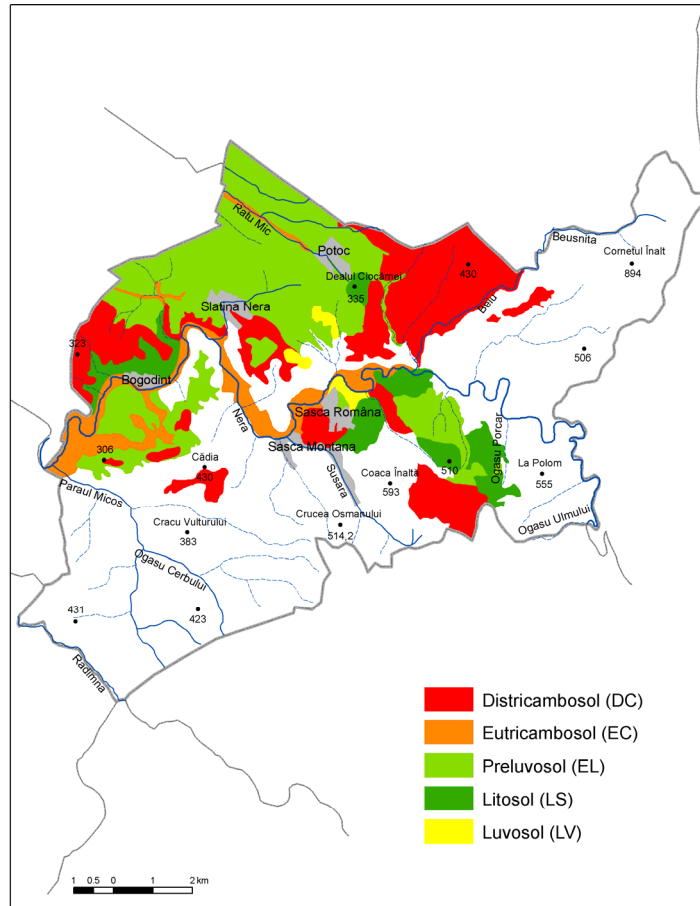 Beusnita
Cornetul Înalt
894
Ratu Mic
Potoc
430
Dealul Ciocârnei
335
Beiu
Slatina Nera
323
506
Bogodint
Sasca Româna
Nera
Sasca Montana
306
Câdia
430
Susara
Coaca Înaltă
593
510
Ogasu Porcar
La Polom
555
Paraul Micos
Cracu Vulturului
383
Crucea Osmanului
514,2
Ogasu Ulmului
Ogasu Cerbului
431
423
Radimna
Districambosol (DC)
Eutricambosol (EC)
Preluvosol (EL)
Litosol (LS)
Luvosol (LV)
1 0.5 0 1 2 km